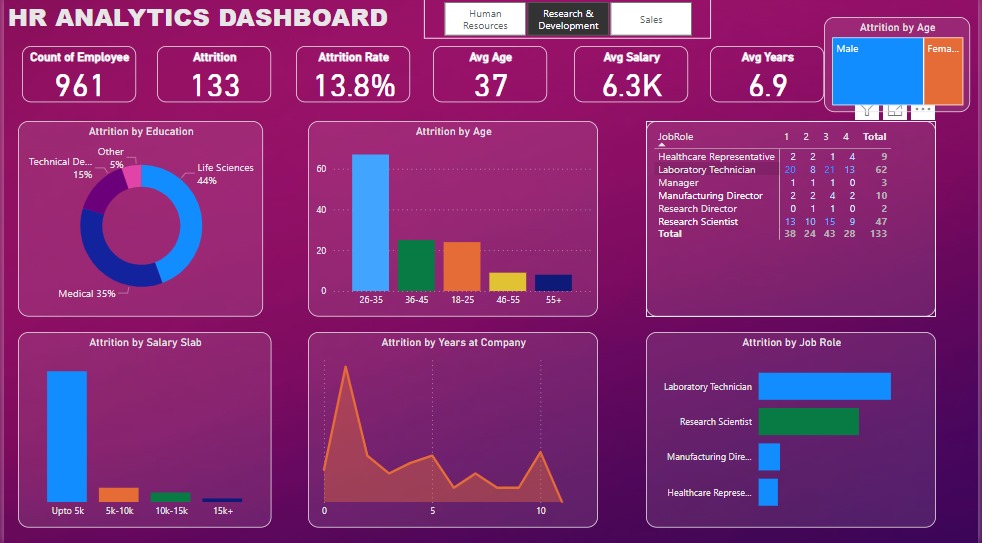 HR ANALYTICS DASHBOARD
Human
Resources
Research &
Development
Sales
Attrition by Age
Male
Fema...
Count of Employee
961
Attrition
133
Attrition Rate
13.8%
Avg Age
37
Avg Salary
6.3K
Avg Years
6.9
Attrition by Education
Other
5%
Technical De...
15%
Life Sciences
44%
Medical 35%
Attrition by Age
60
40
20
0
26-35 36-45 18-25 46-55 55+
JobRole 1 2 3 4 Total
Healthcare Representative 2 2 1 4 9
Laboratory Technician 20 8 21 13 62
Manager 1 1 1 0 3
Manufacturing Director 2 2 4 2 10
Research Director 0 1 1 0 2
Research Scientist 13 10 15 9 47
Total 38 24 43 28 133
Attrition by Salary Slab
Upto 5k 5k-10k 10k-15k 15k+
Attrition by Years at Company
0 5 10
Attrition by Job Role
Laboratory Technician
Research Scientist
Manufacturing Dire...
Healthcare Represe...